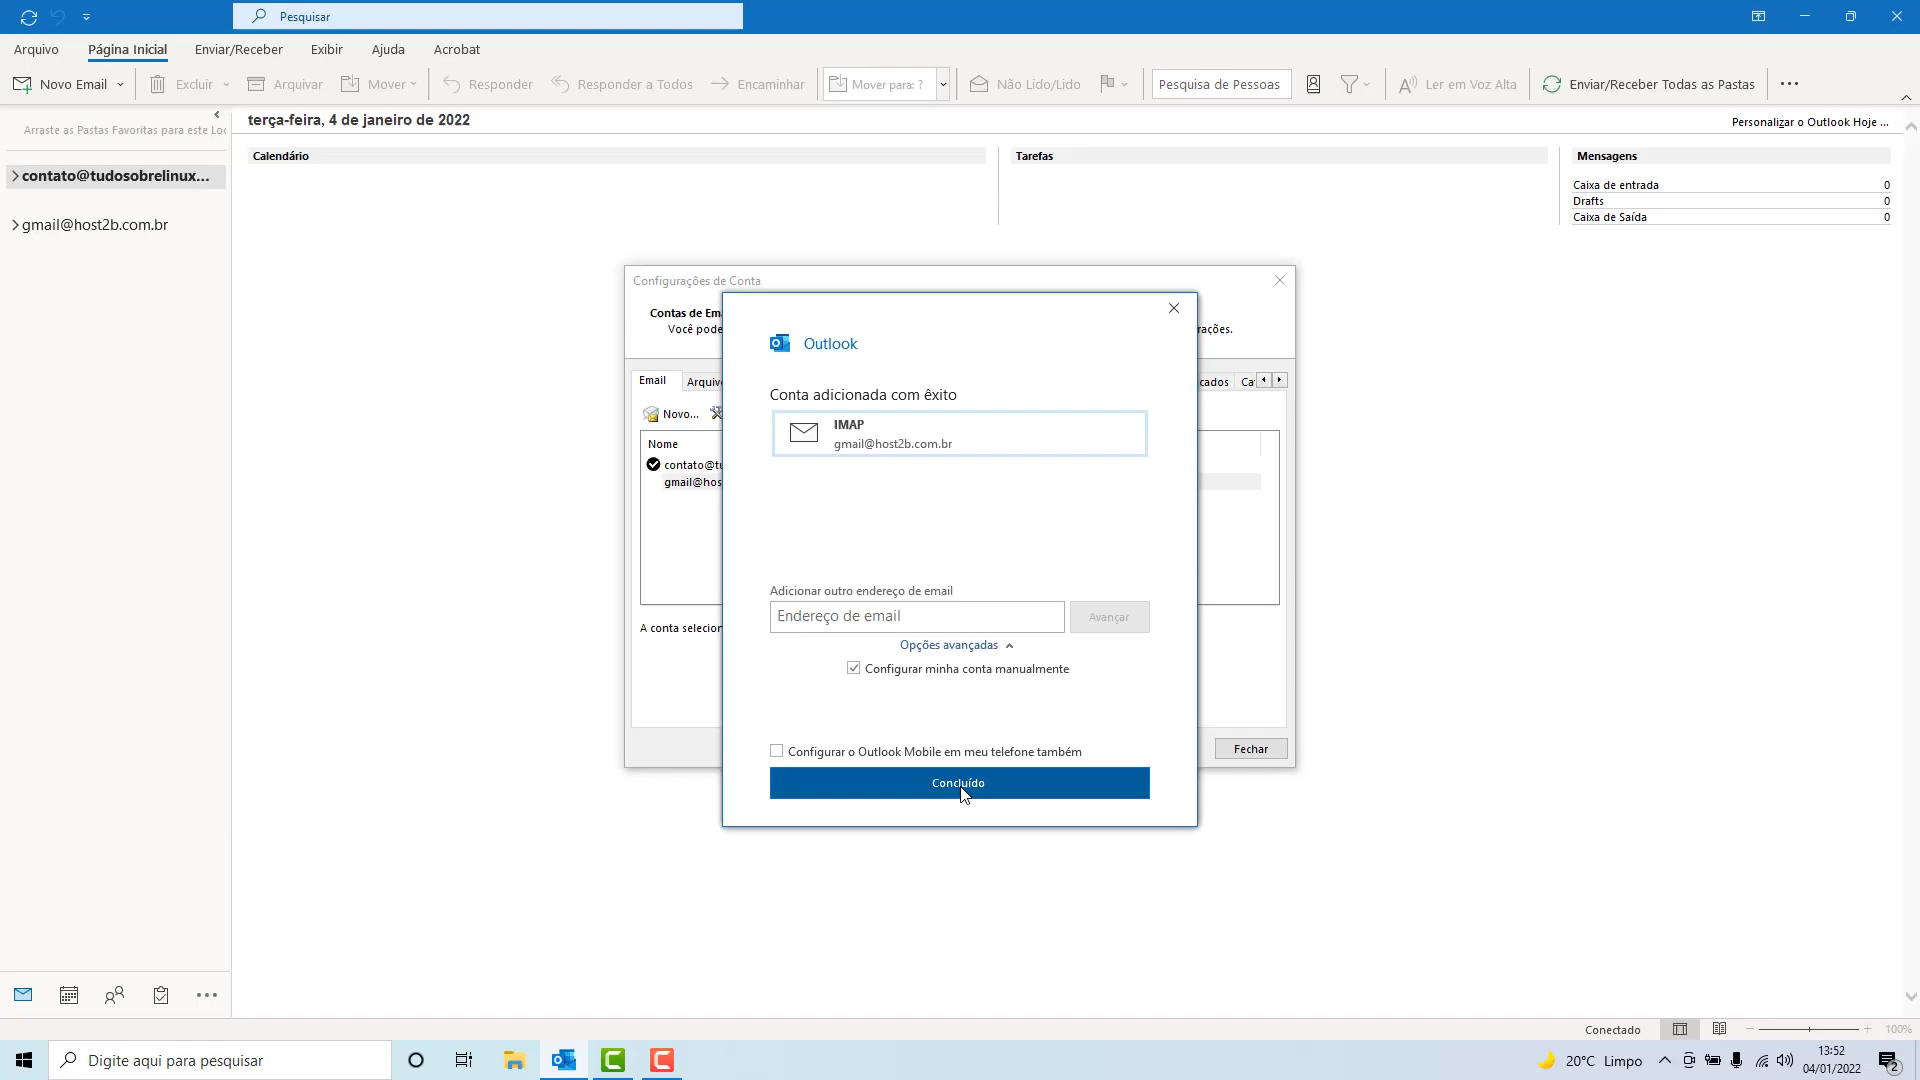 Pesquisar
Arquivo Página Inicial Enviar/Receber Exibir Ajuda Acrobat
Novo Email Excluir Arquivar Mover Responder Responder a Todos Encaminhar Mover para: ? Não Lido/Lido Pesquisa de Pessoas Ler em Voz Alta Enviar/Receber Todas as Pastas
Arraste as Pastas Favoritas para este Loc
terça-feira, 4 de janeiro de 2022
Personalizar o Outlook Hoje ...
Calendário Tarefas Mensagens
contato@tudosobrelinux...
Caixa de entrada 0
Drafts 0
Caixa de Saída 0
gmail@host2b.com.br
Configurações de Conta
Contas de Ema
Você pode rações.
Outlook
Email Arquivo cados Ca
Conta adicionada com êxito
Novo...
IMAP
gmail@host2b.com.br
Nome
contato@tu
gmail@hos
Adicionar outro endereço de email
Endereço de email Avançar
A conta selecion
Opções avançadas
Configurar minha conta manualmente
Configurar o Outlook Mobile em meu telefone também
Fechar
Concluído
Conectado 100%
Digite aqui para pesquisar
20°C Limpo
13:52
04/01/2022
2